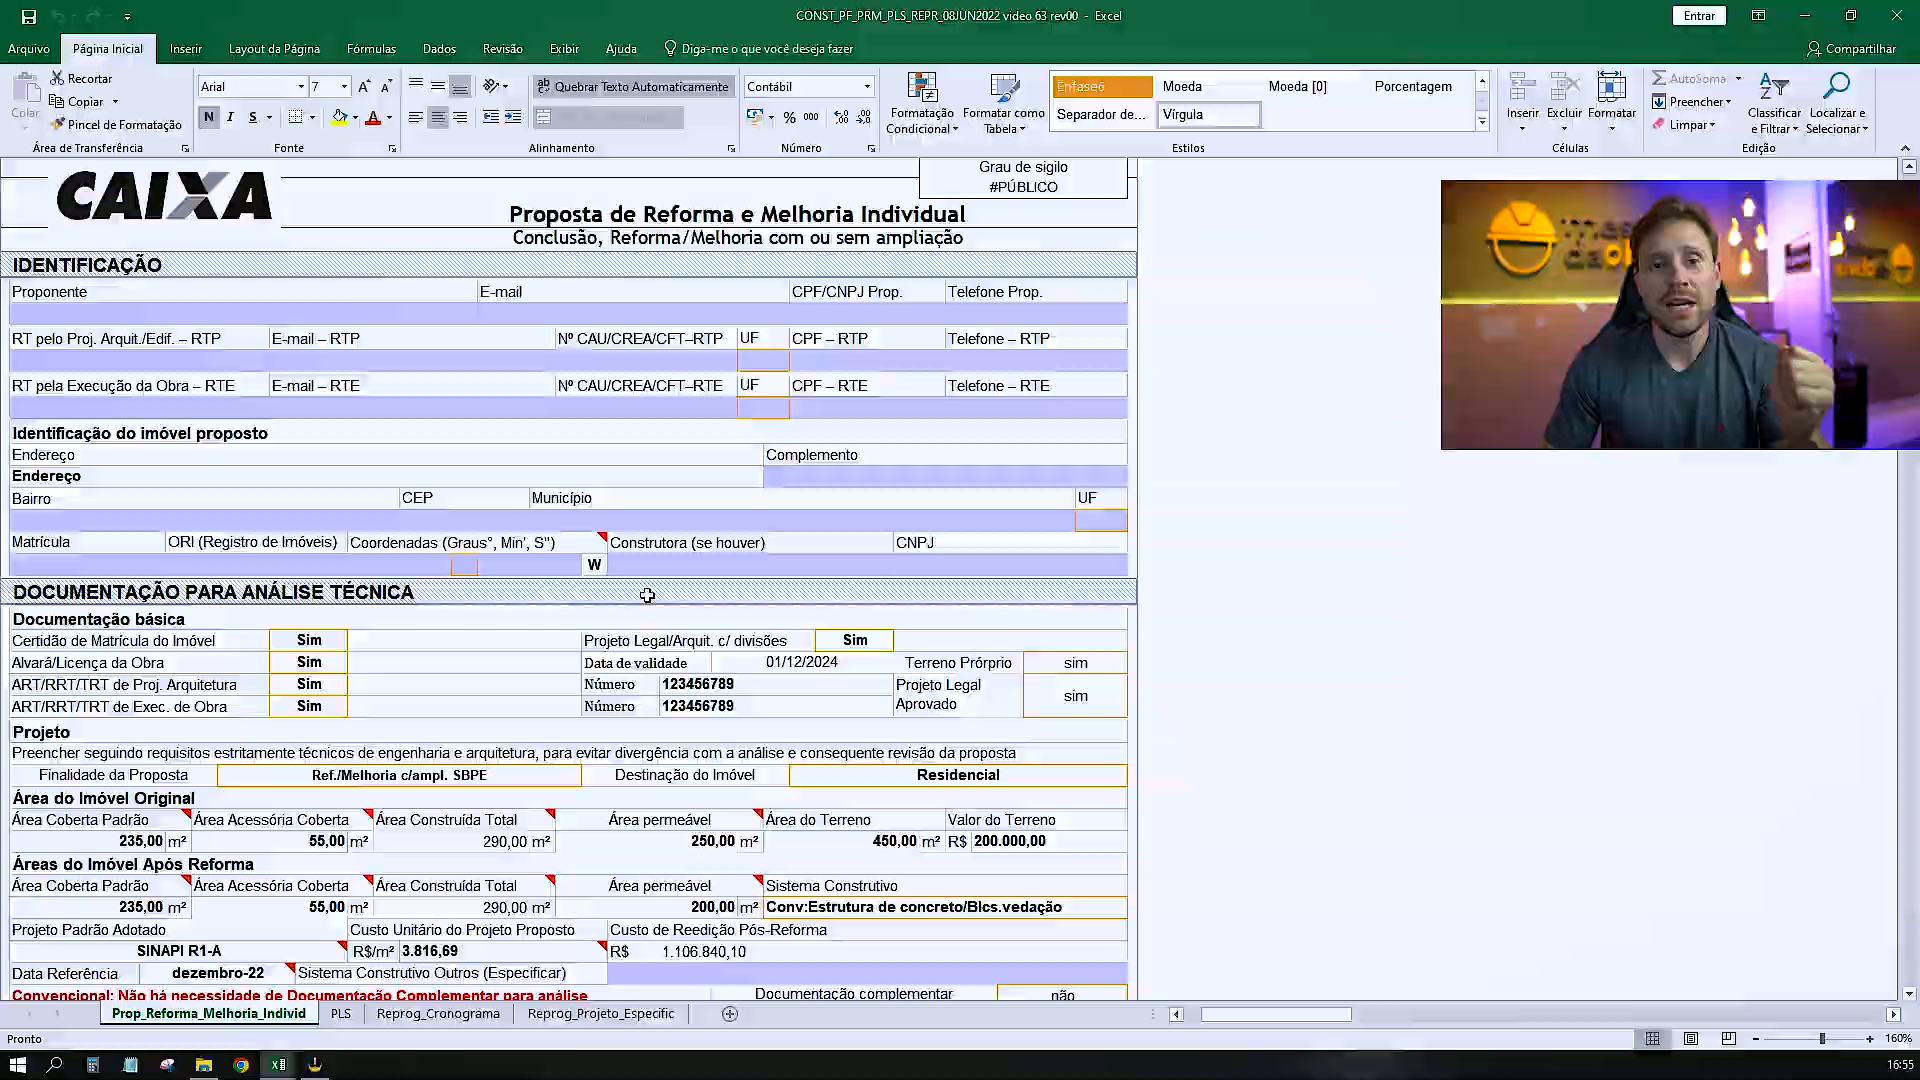 CONST_PF_PRM_PLS_REPR_08JUN2022 video 63 rev00 - Excel
Entrar
Arquivo Página Inicial Inserir Layout da Página Fórmulas Dados Revisão Exibir Ajuda Diga-me o que você deseja fazer Compartilhar
Colar
Recortar
Copiar
Pincel de Formatação
Área de Transferência
Arial 7
N I S
Fonte
Quebrar Texto Automaticamente
Alinhamento
Contábil
% 000
Número
Formatação Condicional
Formatar como Tabela
Ênfase6 Moeda Moeda [0] Porcentagem
Separador de... Vírgula
Estilos
Inserir Excluir Formatar
Células
AutoSoma
Preencher
Limpar
Classificar e Filtrar
Localizar e Selecionar
Edição
Grau de sigilo
#PÚBLICO
CAIXA
Proposta de Reforma e Melhoria Individual
Conclusão, Reforma/Melhoria com ou sem ampliação
IDENTIFICAÇÃO
Proponente E-mail CPF/CNPJ Prop. Telefone Prop.
RT pelo Proj. Arquit./Edif. – RTP E-mail – RTP Nº CAU/CREA/CFT–RTP UF CPF – RTP Telefone – RTP
RT pela Execução da Obra – RTE E-mail – RTE Nº CAU/CREA/CFT–RTE UF CPF – RTE Telefone – RTE
Identificação do imóvel proposto
Endereço Complemento
Endereço
Bairro CEP Município UF
Matrícula ORI (Registro de Imóveis) Coordenadas (Graus°, Min', S") Construtora (se houver) CNPJ
W
DOCUMENTAÇÃO PARA ANÁLISE TÉCNICA
Documentação básica
Certidão de Matrícula do Imóvel Sim Projeto Legal/Arquit. c/ divisões Sim
Alvará/Licença da Obra Sim Data de validade 01/12/2024 Terreno Prórprio sim
ART/RRT/TRT de Proj. Arquitetura Sim Número 123456789 Projeto Legal Aprovado sim
ART/RRT/TRT de Exec. de Obra Sim Número 123456789
Projeto
Preencher seguindo requisitos estritamente técnicos de engenharia e arquitetura, para evitar divergência com a análise e consequente revisão da proposta
Finalidade da Proposta Ref./Melhoria c/ampl. SBPE Destinação do Imóvel Residencial
Área do Imóvel Original
Área Coberta Padrão Área Acessória Coberta Área Construída Total Área permeável Área do Terreno Valor do Terreno
235,00 m² 55,00 m² 290,00 m² 250,00 m² 450,00 m² R$ 200.000,00
Áreas do Imóvel Após Reforma
Área Coberta Padrão Área Acessória Coberta Área Construída Total Área permeável Sistema Construtivo
235,00 m² 55,00 m² 290,00 m² 200,00 m² Conv:Estrutura de concreto/Blcs.vedação
Projeto Padrão Adotado Custo Unitário do Projeto Proposto Custo de Reedição Pós-Reforma
SINAPI R1-A R$/m² 3.816,69 R$ 1.106.840,10
Data Referência dezembro-22 Sistema Construtivo Outros (Especificar)
Convencional: Não há necessidade de Documentação Complementar para análise Documentação complementar não
Prop_Reforma_Melhoria_Individ PLS Reprog_Cronograma Reprog_Projeto_Especific
Pronto
160%
16:55